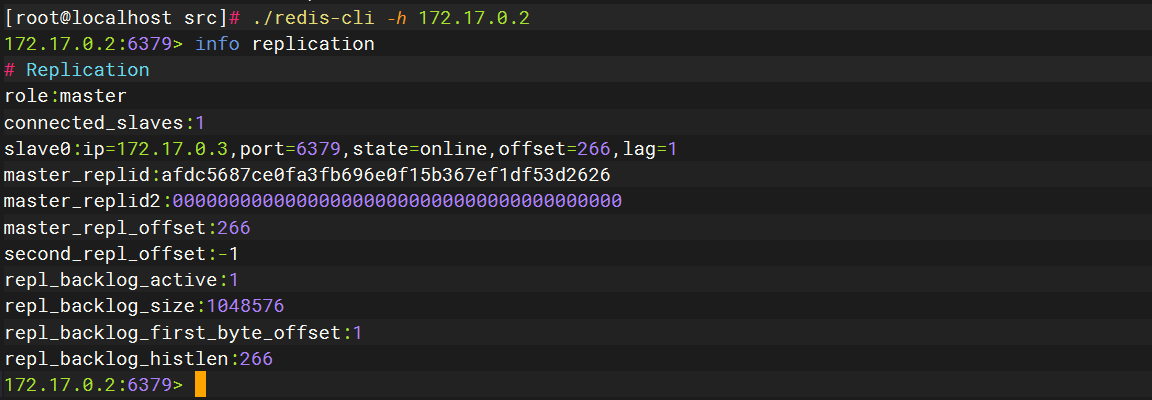 [root@localhost src]# ./redis-cli -h 172.17.0.2
172.17.0.2:6379> info replication
# Replication
role:master
connected_slaves:1
slave0:ip=172.17.0.3,port=6379,state=online,offset=266,lag=1
master_replid:afdc5687ce0fa3fb696e0f15b367ef1df53d2626
master_replid2:0000000000000000000000000000000000000000
master_repl_offset:266
second_repl_offset:-1
repl_backlog_active:1
repl_backlog_size:1048576
repl_backlog_first_byte_offset:1
repl_backlog_histlen:266
172.17.0.2:6379>